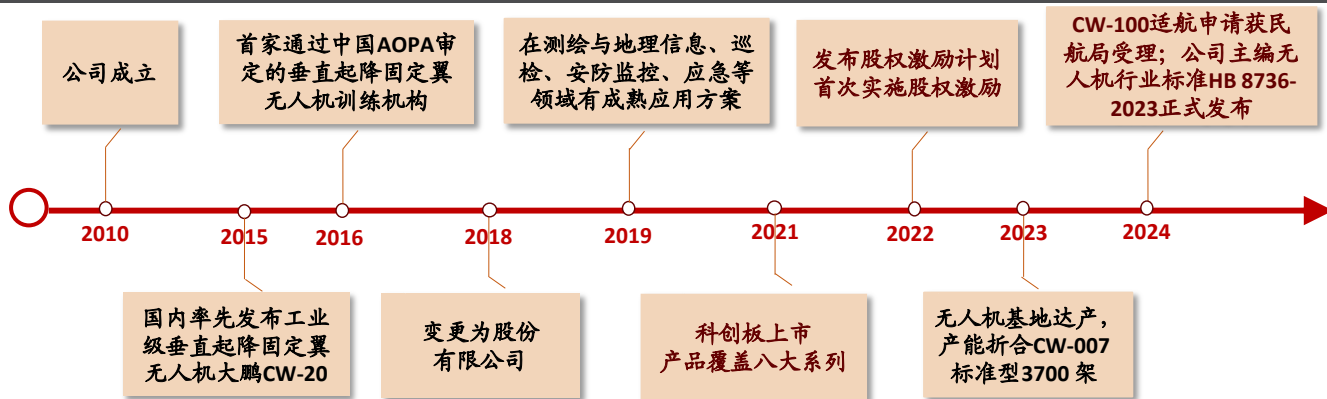 公司成立
首家通过中国AOPA审
定的垂直起降固定翼
无人机训练机构
在测绘与地理信息、巡
检、安防监控、应急等
领域有成熟应用方案
发布股权激励计划
首次实施股权激励
CW-100适航申请获民
航局受理；公司主编无
人机行业标准HB 8736-
2023正式发布
2010
2015
2016
2018
2019
2021
2022
2023
2024
国内率先发布工业
级垂直起降固定翼
无人机大鹏CW-20
变更为股份
有限公司
科创板上市
产品覆盖八大系列
无人机基地达产，
产能折合CW-007
标准型3700 架